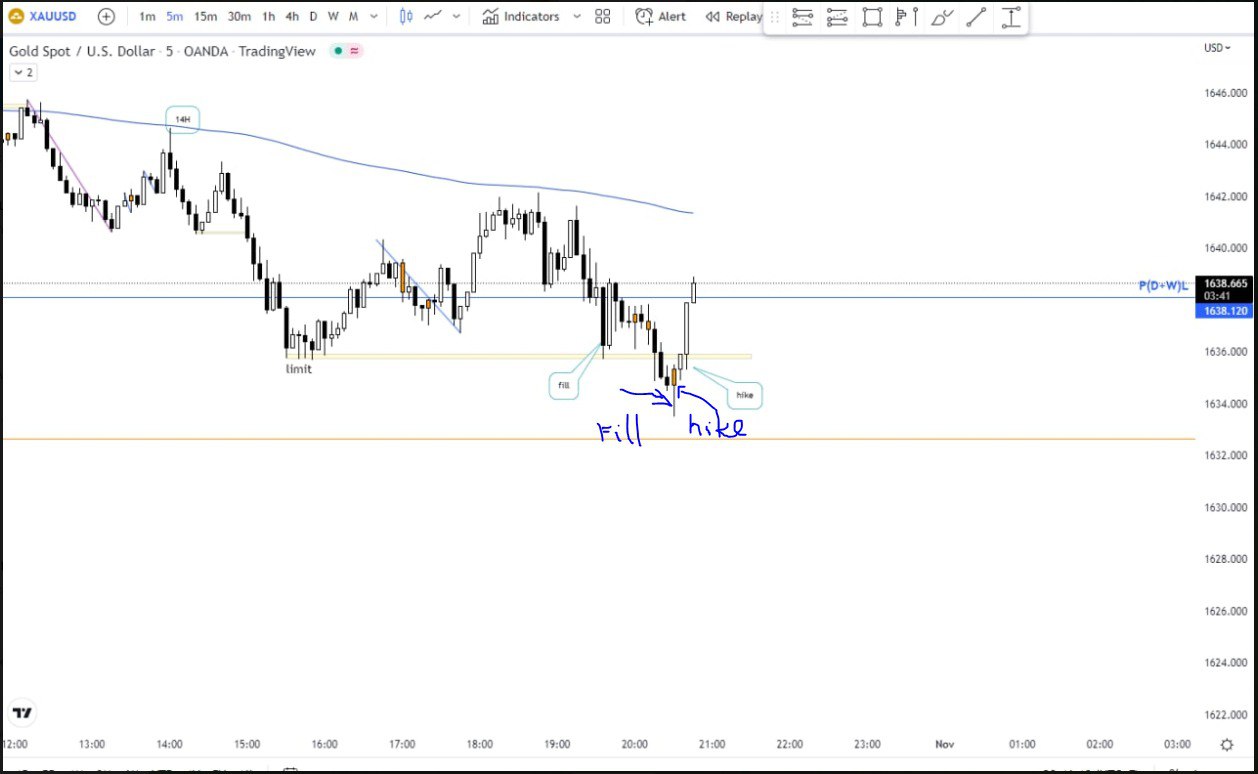 XAUUSD 1m 5m 15m 30m 1h 4h D W M Indicators Alert Replay
Gold Spot / U.S. Dollar · 5 · OANDA · TradingView
USD
2
1646.000
14H
1644.000
1642.000
1640.000
P(D+W)L 1638.665
03:41
1638.120
1636.000
limit
fill
hike
1634.000
Fill hike
1632.000
1630.000
1628.000
1626.000
1624.000
1622.000
12:00 13:00 14:00 15:00 16:00 17:00 18:00 19:00 20:00 21:00 22:00 23:00 Nov 01:00 02:00 03:00